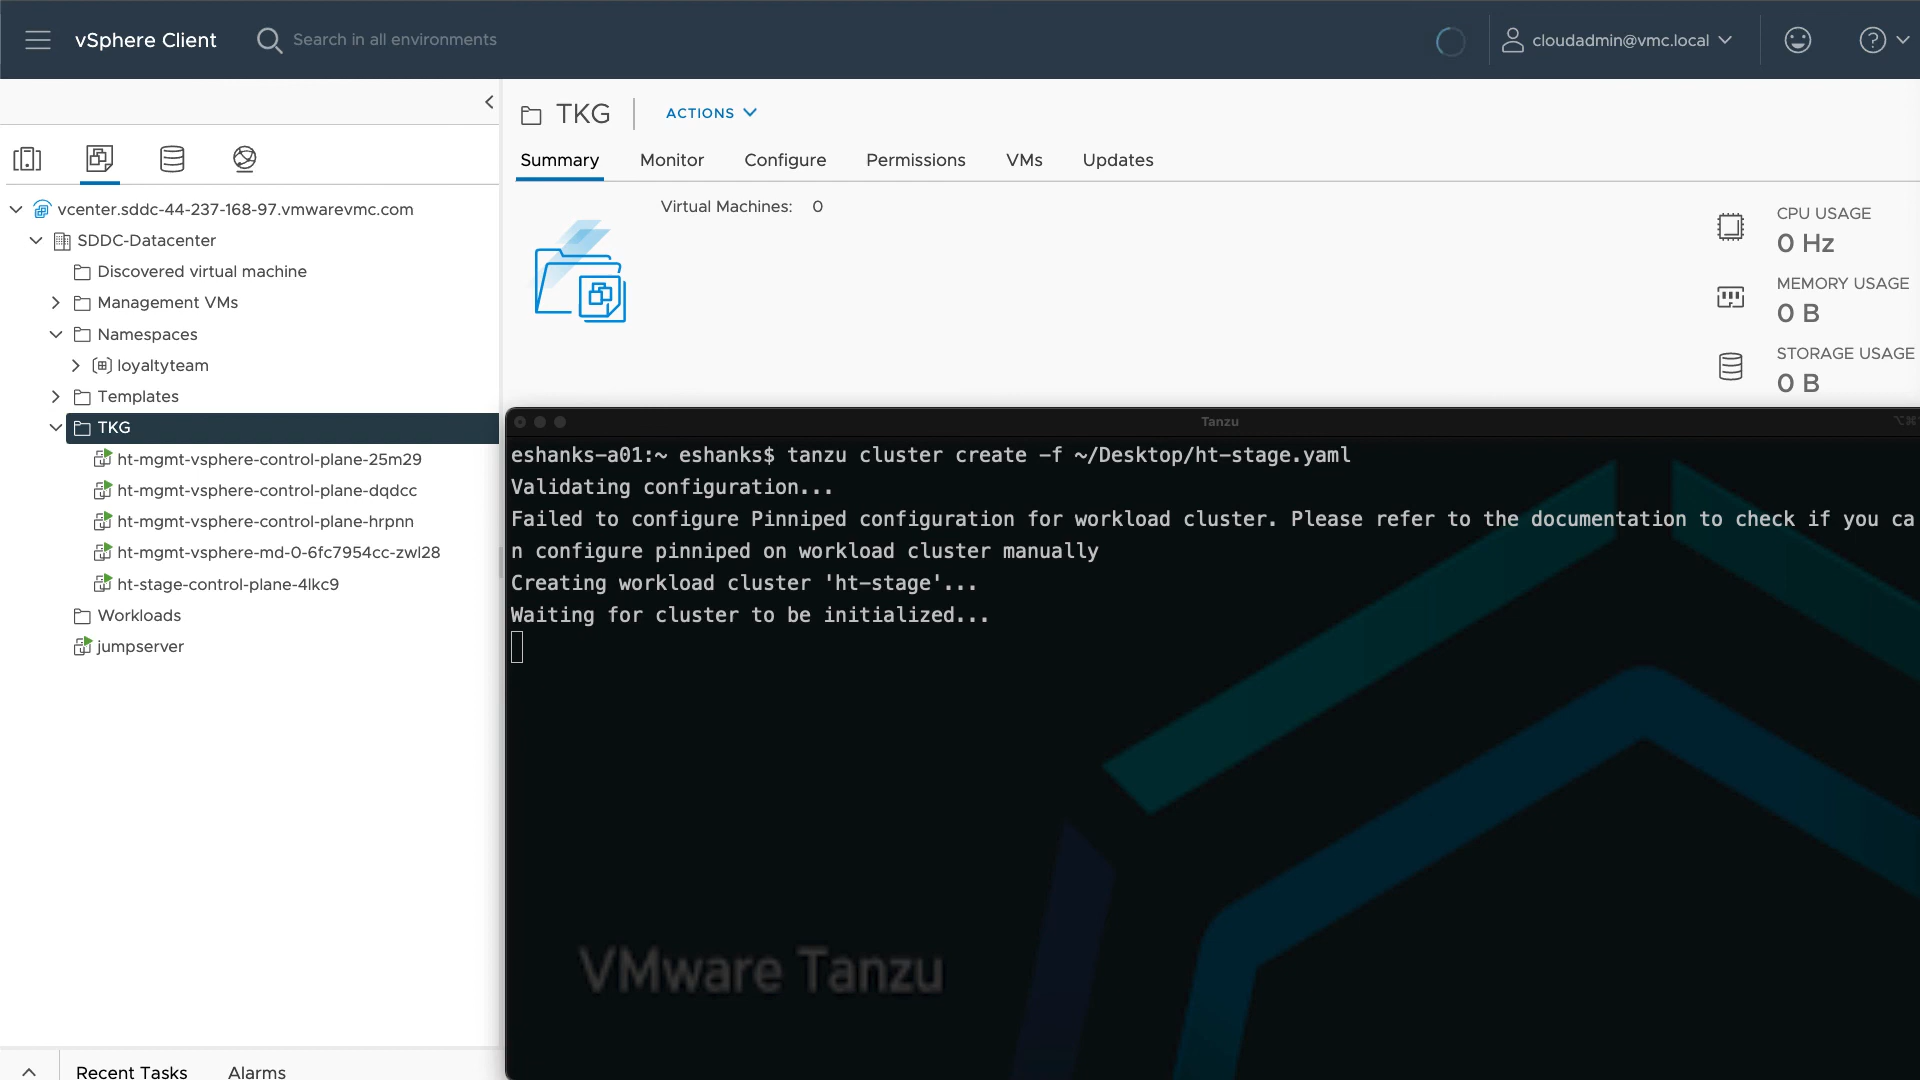 vSphere Client
Search in all environments
cloudadmin@vmc.local
TKG
ACTIONS
Summary
Monitor
Configure
Permissions
VMs
Updates
vcenter.sddc-44-237-168-97.vmwarevmc.com
SDDC-Datacenter
Discovered virtual machine
Management VMs
Namespaces
loyaltyteam
Templates
TKG
ht-mgmt-vsphere-control-plane-25m29
ht-mgmt-vsphere-control-plane-dqdcc
ht-mgmt-vsphere-control-plane-hrpnn
ht-mgmt-vsphere-md-0-6fc7954cc-zwl28
ht-stage-control-plane-4lkc9
Workloads
jumpserver
Virtual Machines: 0
CPU USAGE
0 Hz
MEMORY USAGE
0 B
STORAGE USAGE
0 B
Tanzu
eshanks-a01:~ eshanks$ tanzu cluster create -f ~/Desktop/ht-stage.yaml
Validating configuration...
Failed to configure Pinniped configuration for workload cluster. Please refer to the documentation to check if you ca
n configure pinniped on workload cluster manually
Creating workload cluster 'ht-stage'...
Waiting for cluster to be initialized...
VMware Tanzu
Recent Tasks
Alarms